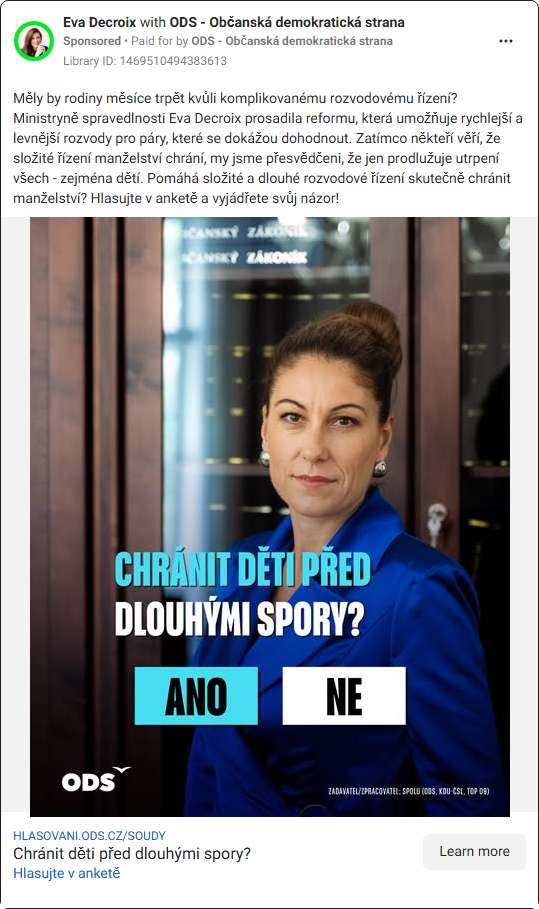 Eva Decroix with ODS - Občanská demokratická strana
Sponsored • Paid for by ODS - Občanská demokratická strana
Library ID: 1469510494383613
Měly by rodiny měsíce trpět kvůli komplikovanému rozvodovému řízení?
Ministryně spravedlnosti Eva Decroix prosadila reformu, která umožňuje rychlejší a
levnější rozvody pro páry, které se dokážou dohodnout. Zatímco někteří věří, že
složité řízení manželství chrání, my jsme přesvědčeni, že jen prodlužuje utrpení
všech - zejména dětí. Pomáhá složité a dlouhé rozvodové řízení skutečně chránit
manželství? Hlasujte v anketě a vyjádřete svůj názor!
ČANSKÝ ZÁKONÍK
ČANSKÝ ZÁKONÍK
CHRÁNIT DĚTI PŘED
DLOUHÝMI SPORY?
ANO NE
ODS
ZADAVATEL/ZPRACOVATEL: SPOLU (ODS, KDU-ČSL, TOP 09)
HLASOVANI.ODS.CZ/SOUDY
Chránit děti před dlouhými spory?
Hlasujte v anketě
Learn more